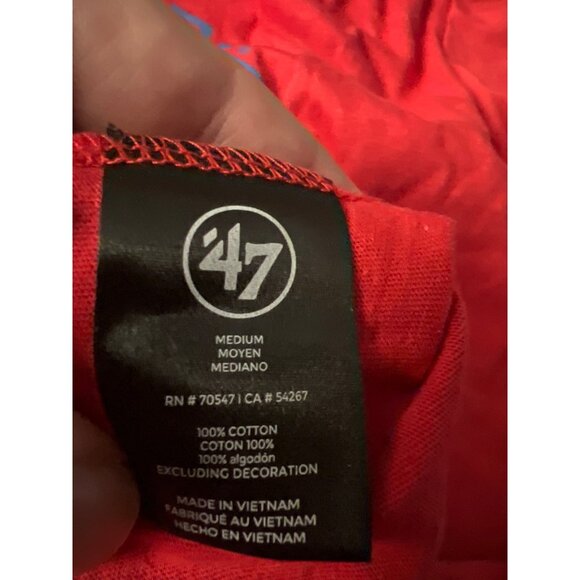 '47
MEDIUM
MOYEN
MEDIANO
RN # 70547 | CA # 54267
100% COTTON
COTON 100%
100% algodón
EXCLUDING DECORATION
MADE IN VIETNAM
FABRIQUÉ AU VIETNAM
HECHO EN VIETNAM